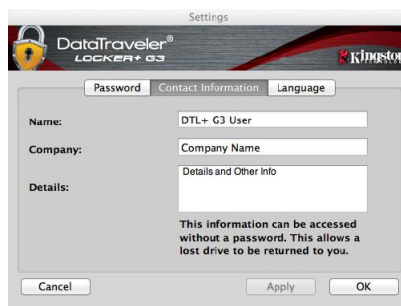 Settings
DataTraveler®
LOCKER+ G3
Kingston
TECHNOLOGY
Password Contact Information Language
Name: DTL+ G3 User
Company: Company Name
Details: Details and Other Info
This information can be accessed
without a password. This allows a
lost drive to be returned to you.
Cancel Apply OK